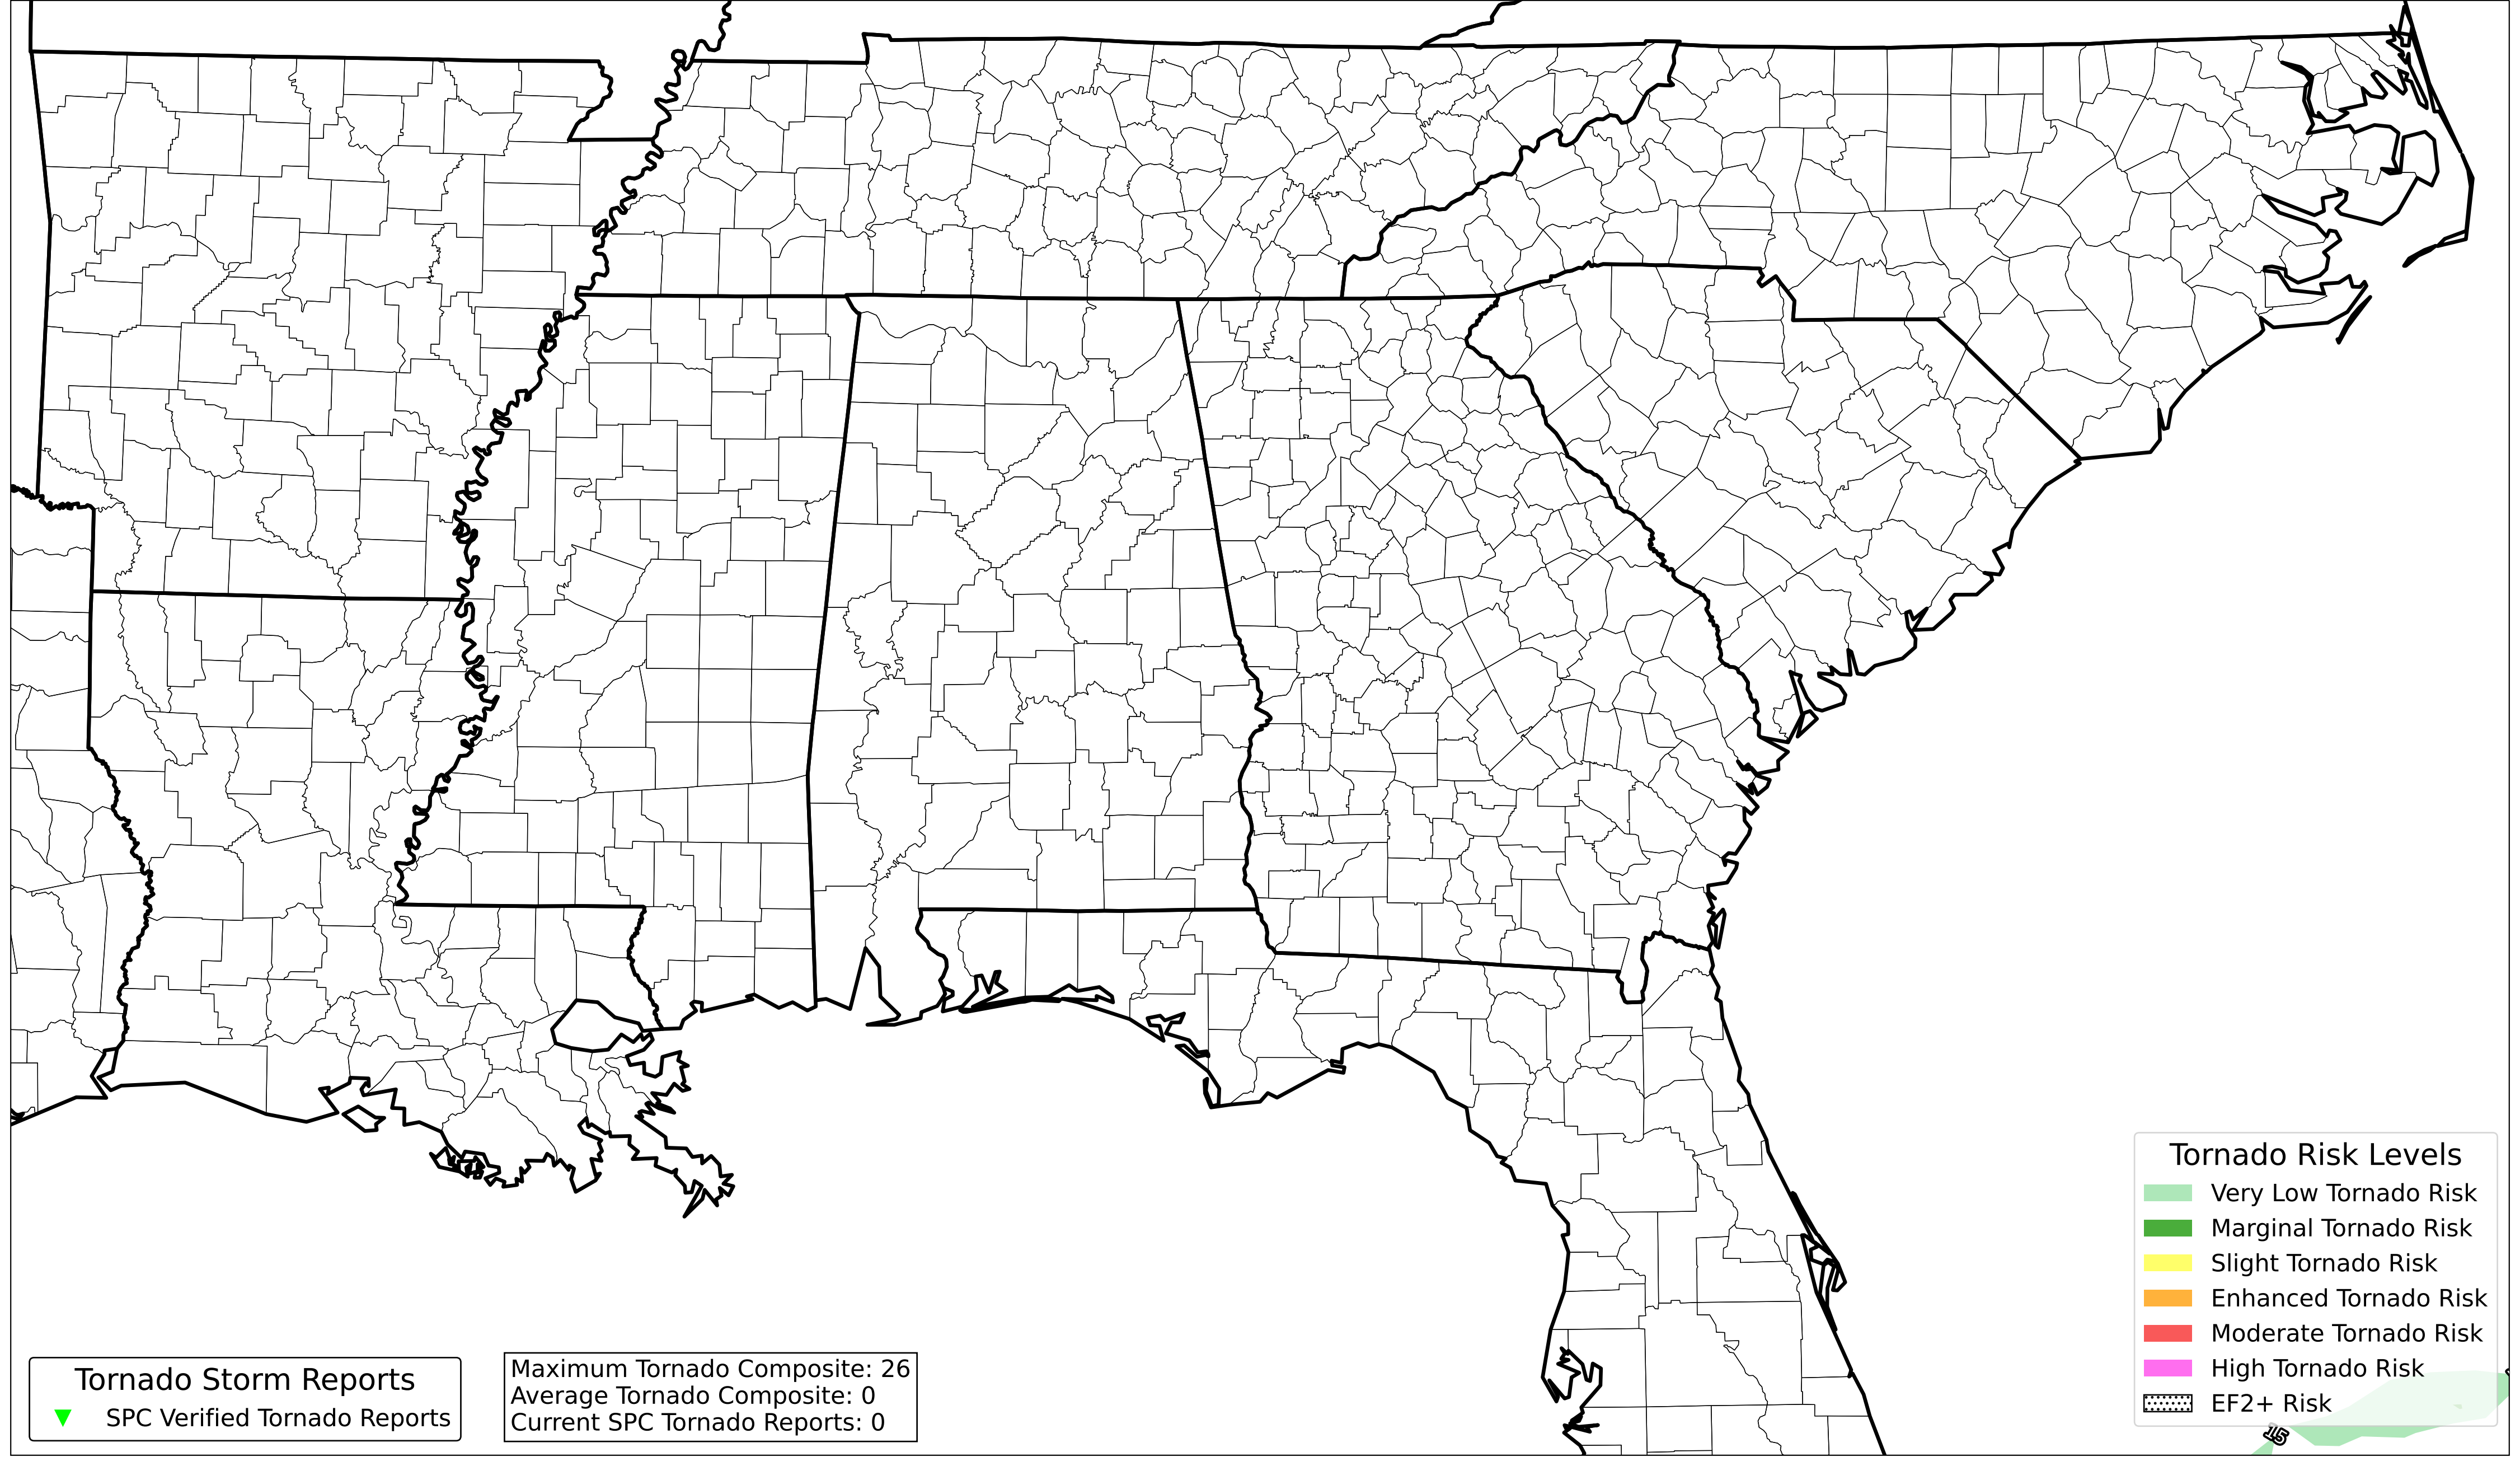 Tornado Risk Levels
Very Low Tornado Risk
Marginal Tornado Risk
Slight Tornado Risk
Enhanced Tornado Risk
Moderate Tornado Risk
High Tornado Risk
EF2+ Risk
15
Tornado Storm Reports
SPC Verified Tornado Reports
Maximum Tornado Composite: 26
Average Tornado Composite: 0
Current SPC Tornado Reports: 0